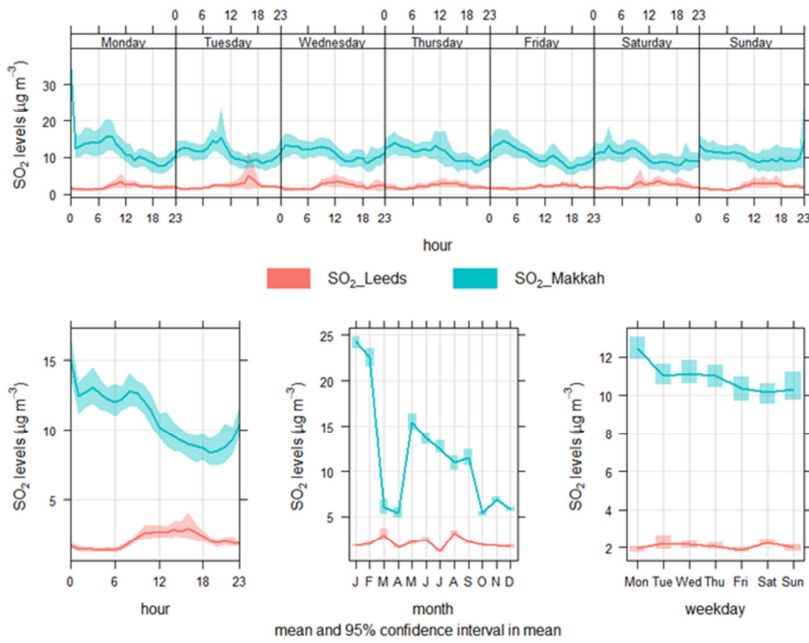 0 6 12 18 23 0 6 12 18 23 0 6 12 18 23
Monday Tuesday Wednesday Thursday Friday Saturday Sunday
30
20
10
0
SO₂ levels (µg m⁻³)
0 6 12 18 23 0 6 12 18 23 0 6 12 18 23 0 6 12 18 23
hour
SO₂_Leeds SO₂_Makkah
15
10
5
SO₂ levels (µg m⁻³)
0 6 12 18 23
hour
25
20
15
10
5
SO₂ levels (µg m⁻³)
J F M A M J J A S O N D
month
12
10
8
6
4
2
SO₂ levels (µg m⁻³)
Mon Tue Wed Thu Fri Sat Sun
weekday
mean and 95% confidence interval in mean